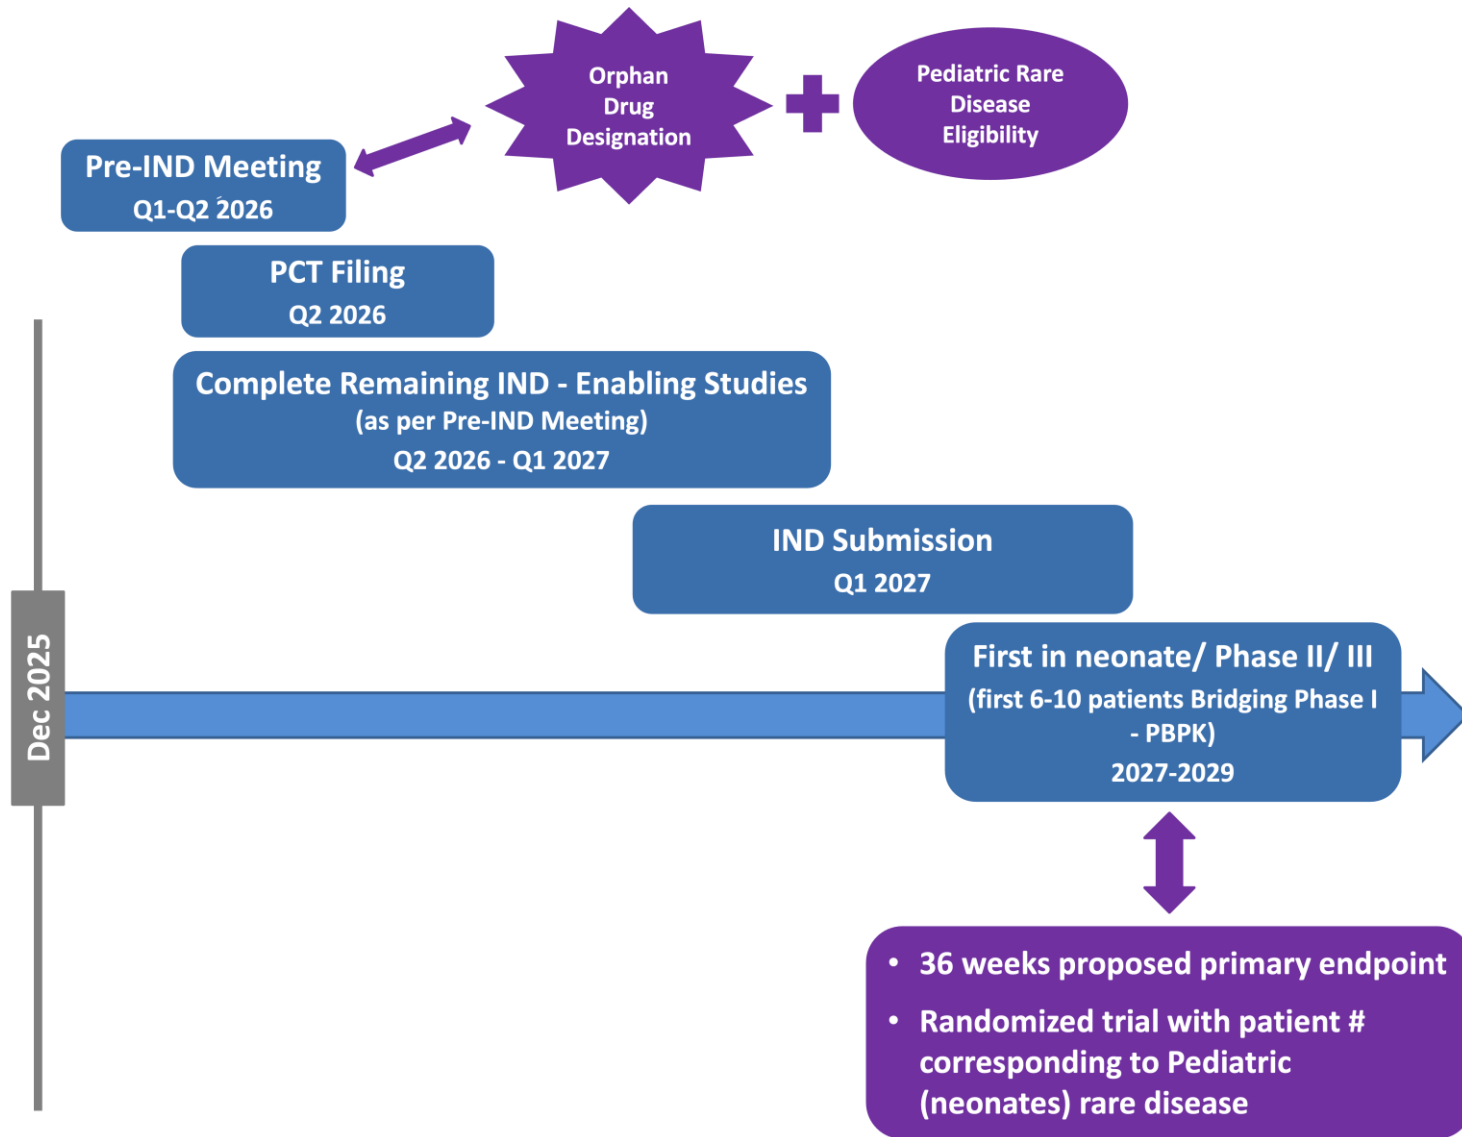 Orphan
Drug
Designation
Pediatric Rare
Disease
Eligibility
Pre-IND Meeting
Q1-Q2 2026
PCT Filing
Q2 2026
Complete Remaining IND - Enabling Studies
(as per Pre-IND Meeting)
Q2 2026 - Q1 2027
IND Submission
Q1 2027
Dec 2025
First in neonate/ Phase II/ III
(first 6-10 patients Bridging Phase I
- PBPK)
2027-2029
• 36 weeks proposed primary endpoint
• Randomized trial with patient #
corresponding to Pediatric
(neonates) rare disease